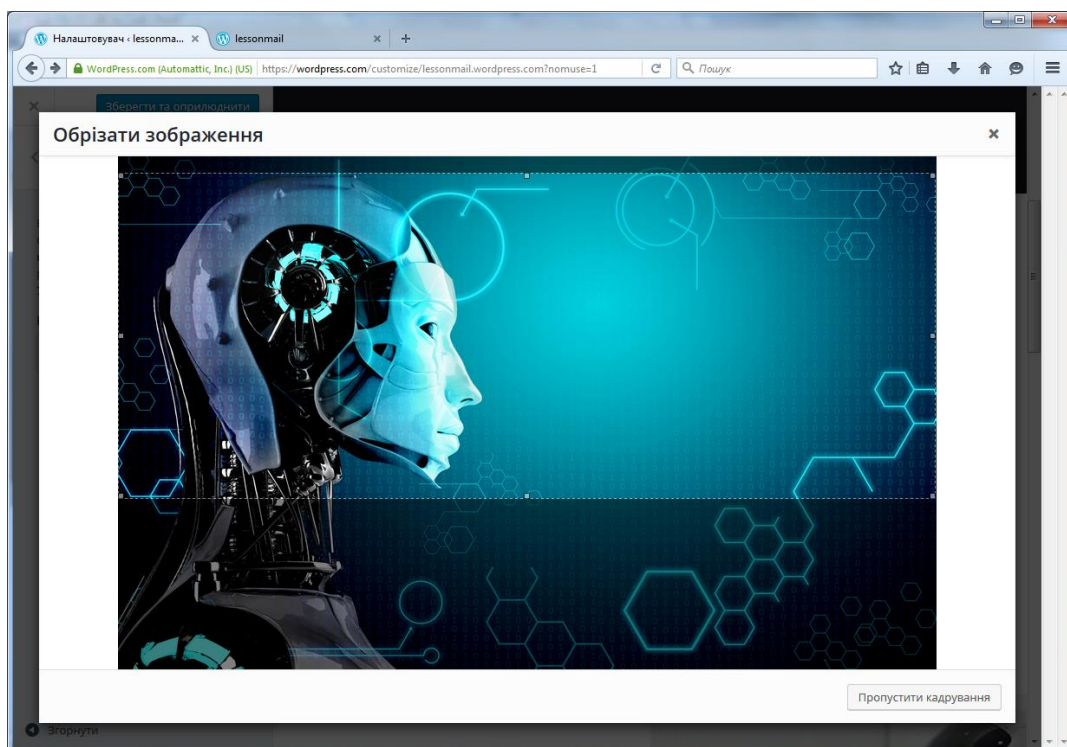 Налаштовувач ‹ lessonma...
lessonmail
WordPress.com (Automattic, Inc.) (US)
https://wordpress.com/customize/lessonmail.wordpress.com?nomuse=1
Пошук
Зберегти та оприлюднити
Обрізати зображення
Пропустити кадрування
Згорнути